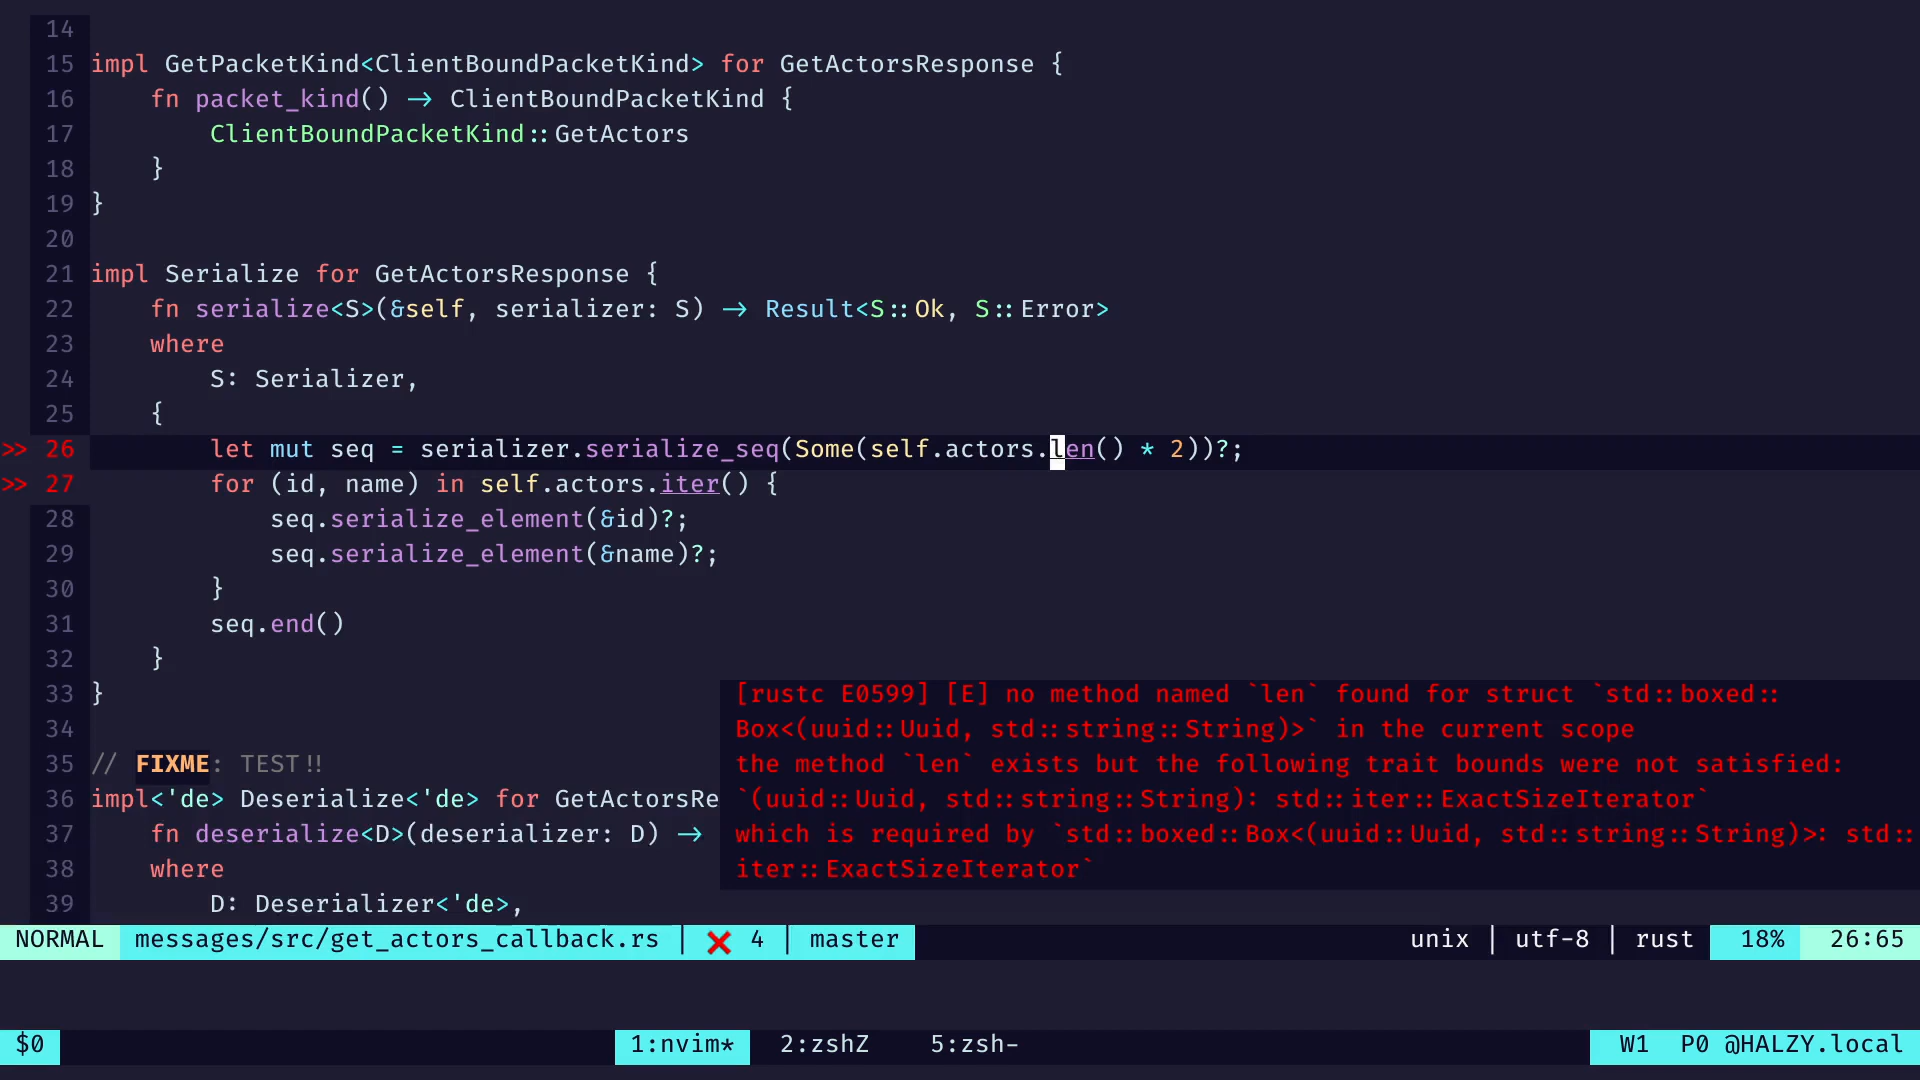 14
15 impl GetPacketKind<ClientBoundPacketKind> for GetActorsResponse {
16     fn packet_kind() -> ClientBoundPacketKind {
17         ClientBoundPacketKind::GetActors
18     }
19 }
20
21 impl Serialize for GetActorsResponse {
22     fn serialize<S>(&self, serializer: S) -> Result<S::Ok, S::Error>
23     where
24         S: Serializer,
25     {
>> 26         let mut seq = serializer.serialize_seq(Some(self.actors.len() * 2))?;
>> 27         for (id, name) in self.actors.iter() {
28             seq.serialize_element(&id)?;
29             seq.serialize_element(&name)?;
30         }
31         seq.end()
32     }
33 }
34
35 // FIXME: TEST!!
36 impl<'de> Deserialize<'de> for GetActorsRe
37     fn deserialize<D>(deserializer: D) ->
38     where
39         D: Deserializer<'de>,
[rustc E0599] [E] no method named `len` found for struct `std::boxed::
Box<(uuid::Uuid, std::string::String)>` in the current scope
the method `len` exists but the following trait bounds were not satisfied:
`(uuid::Uuid, std::string::String): std::iter::ExactSizeIterator`
which is required by `std::boxed::Box<(uuid::Uuid, std::string::String)>: std::
iter::ExactSizeIterator`
NORMAL messages/src/get_actors_callback.rs | ❌ 4 | master unix | utf-8 | rust 18% 26:65
$0 1:nvim* 2:zshZ 5:zsh- W1 P0 @HALZY.local